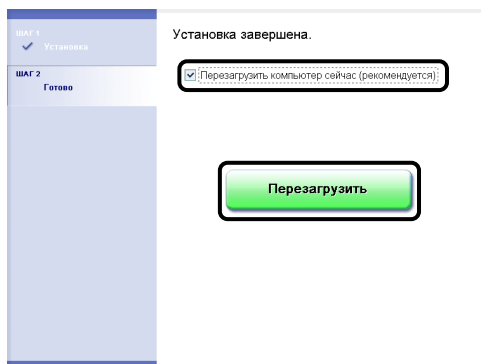 ШАГ 1
Установка
ШАГ 2
Готово
Установка завершена.
Перезагрузить компьютер сейчас (рекомендуется)
Перезагрузить